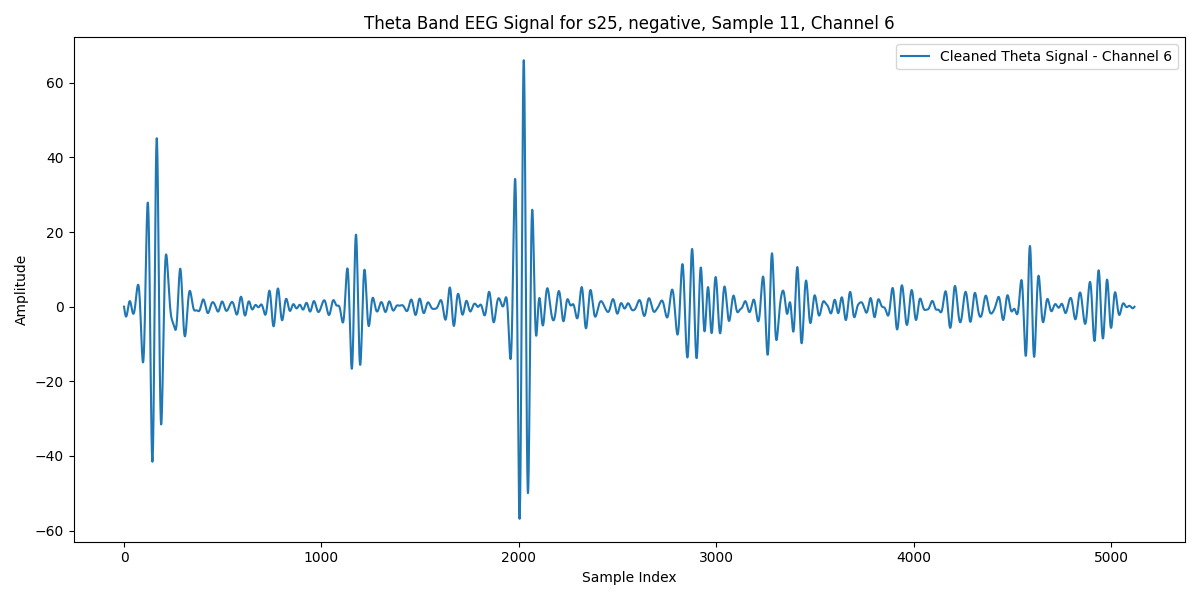 Theta Band EEG Signal for s25, negative, Sample 11, Channel 6
Cleaned Theta Signal - Channel 6
Amplitude
60
40
20
0
−20
−40
−60
0 1000 2000 3000 4000 5000
Sample Index